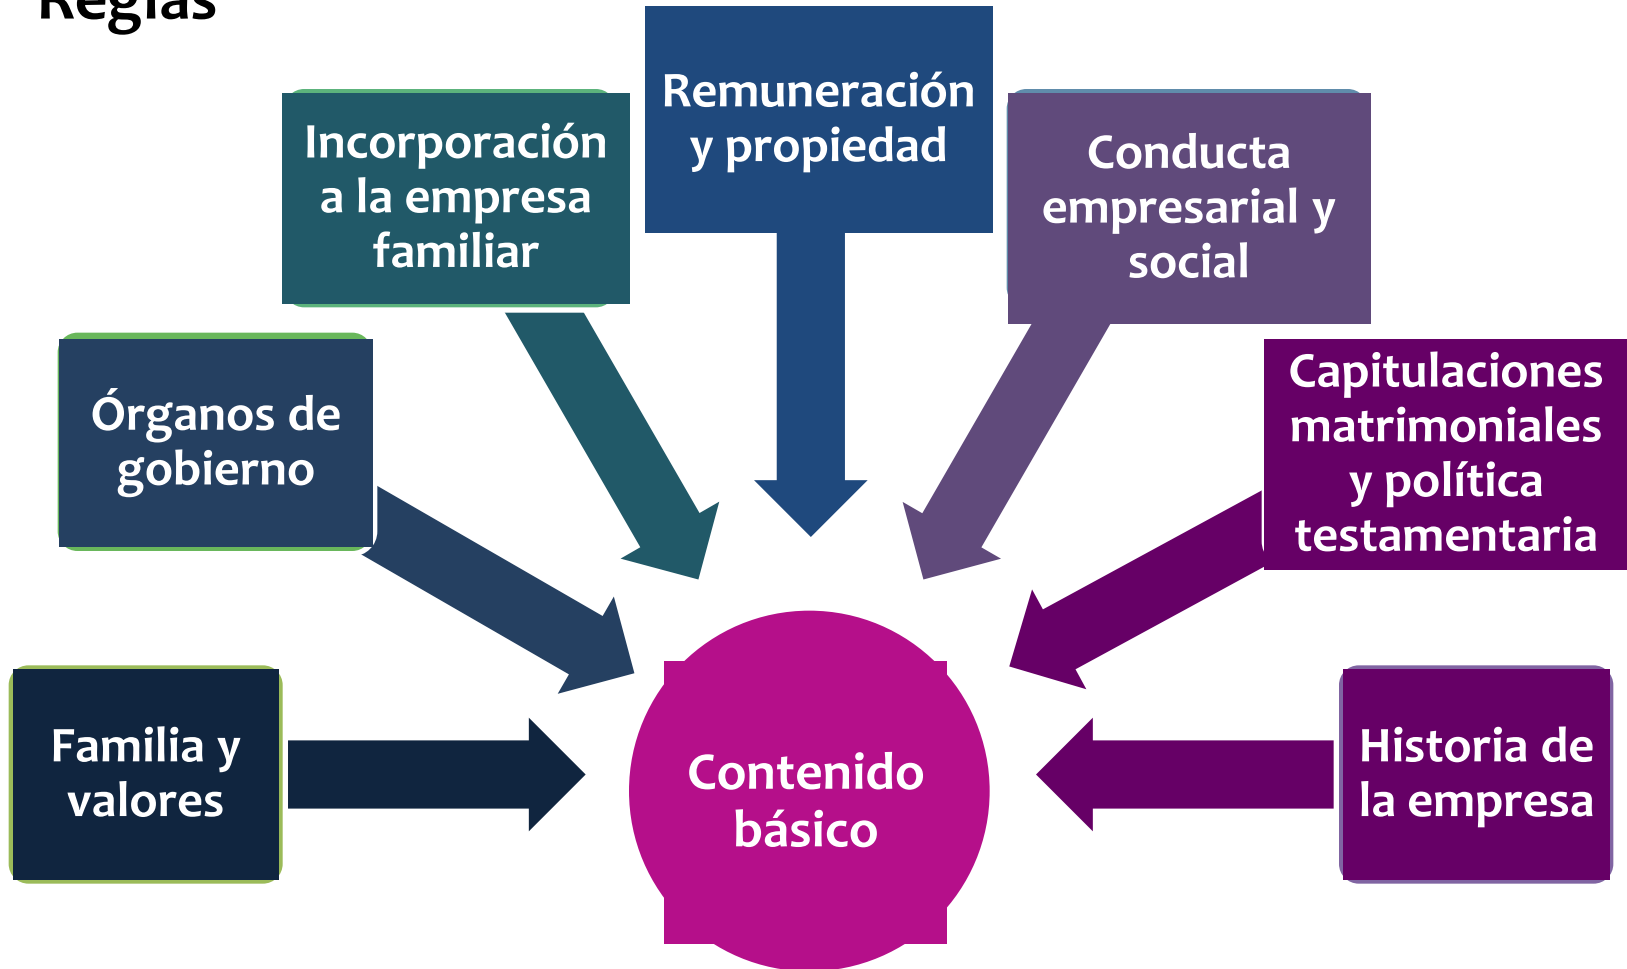 Reglas
Remuneración
y propiedad
Incorporación
a la empresa
familiar
Conducta
empresarial y
social
Órganos de
gobierno
Capitulaciones
matrimoniales
y política
testamentaria
Familia y
valores
Contenido
básico
Historia de
la empresa